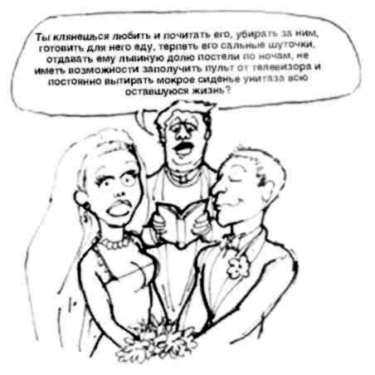 Ты клянешься любить и почитать его, убирать за ним,
готовить для него еду, терпеть его сальные шуточки,
отдавать ему львиную долю постели по ночам, не
иметь возможности заполучить пульт от телевизора и
постоянно вытирать мокрое сиденье унитаза всю
оставшуюся жизнь?